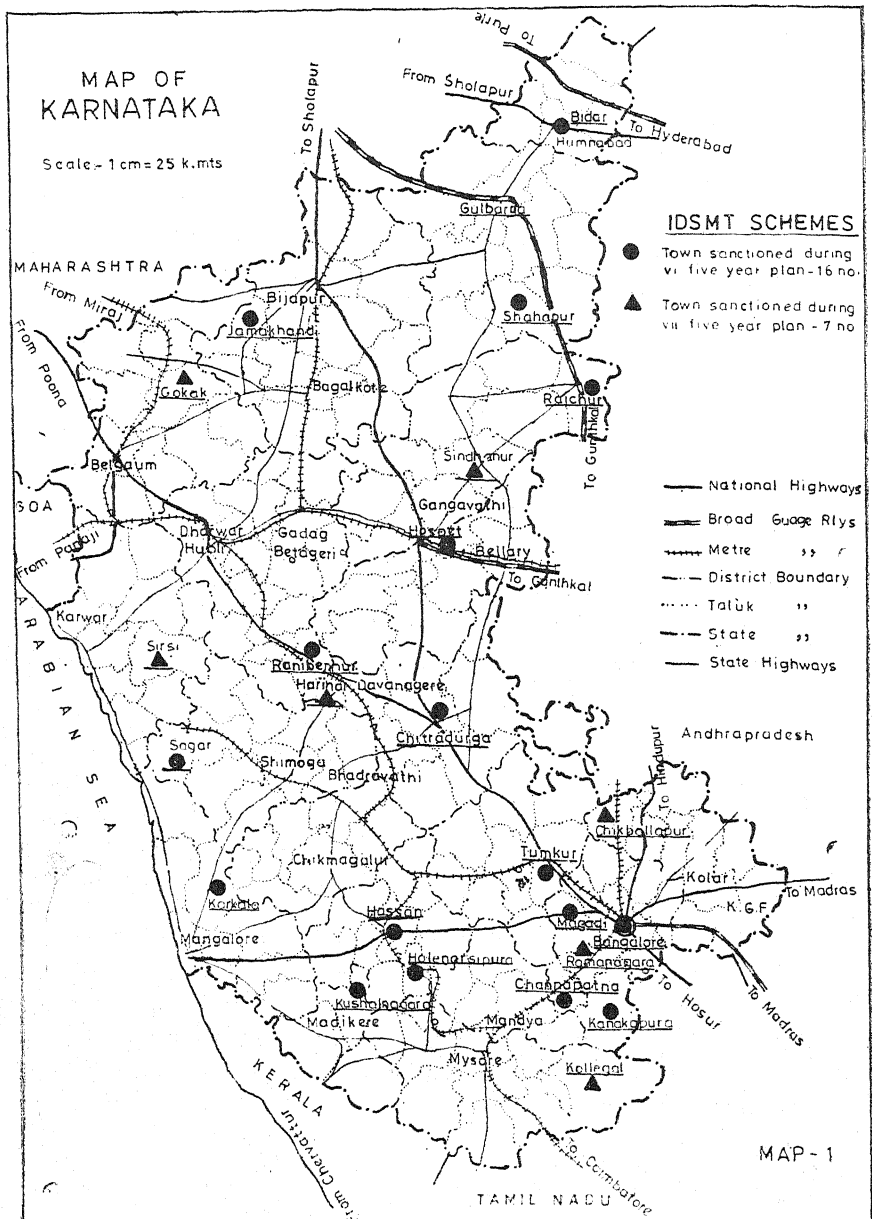 MAP OF
KARNATAKA
Scale:- 1 cm = 25 k.mts
To Purle
From Sholapur
To Sholapur
Bidar
Humnabad
To Hyderabad
Gulbarga
IDSMT SCHEMES
Town sanctioned during
vi five year plan-16 no.
Town sanctioned during
vii five year plan - 7 no
MAHARASHTRA
From Miraj
From Poona
Bijapur
Jamakhand
Shahapur
Gokak
Bagalkote
Raichur
To Gunthkal
Sindhanur
Belgaum
Gangavathi
GOA
Dharwar
Hubli
Gadag
Betageri
Hospet
Bellary
To Gunthkal
From Panaji
National Highways
Broad Guage Rlys
Metre ,,
District Boundary
Taluk ,,
State ,,
State Highways
Karwar
ARABIAN SEA
Sirsi
Ranibennur
Harihar
Davanagere
Chitradurga
Sagar
Shimoga
Bhadravathi
Andhrapradesh
To Hindupur
Chikballapur
Chikmagalur
Tumkur
Kolar
To Madras
K.G.F
Karkala
Hassan
Magadi
Bangalore
Mangalore
Ramanagara
Holenarsipura
To Hosur
To Madras
Kushalnagara
Channapatna
Kanakapura
Madikere
Mandya
Mysore
Kollegal
KERALA
From Chervattur
To Coimbatore
MAP-1
TAMIL NADU